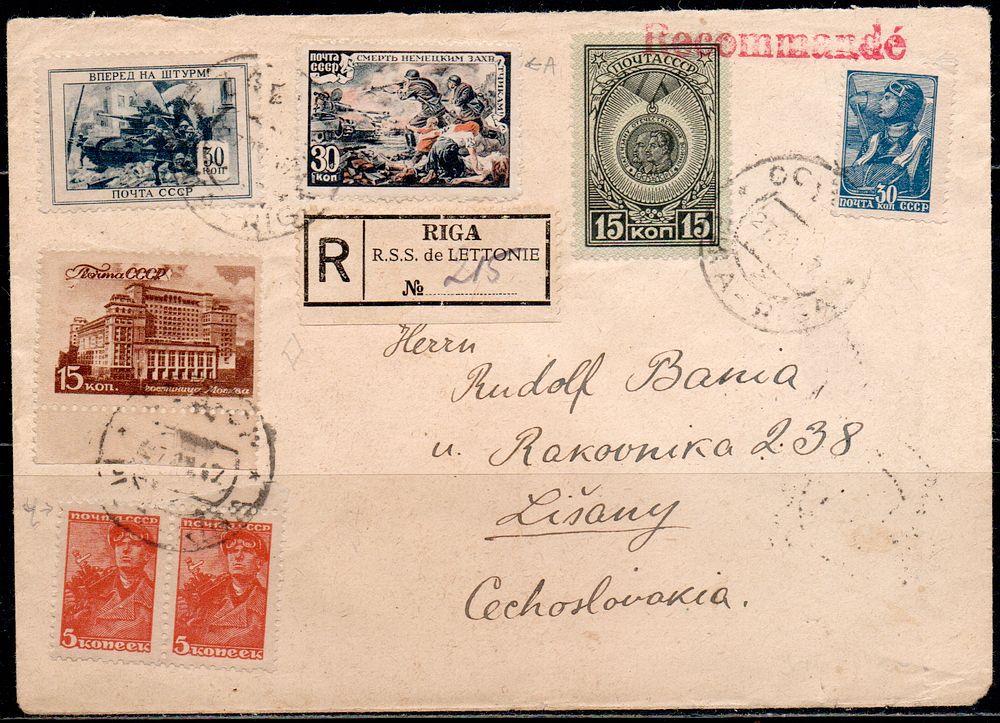 Recommandé
ВПЕРЕД НА ШТУРМ!
30
КОП
ПОЧТА СССР
ПОЧТА
СССР
СМЕРТЬ НЕМЕЦКИМ ЗАХВАТЧИКАМ!
30
КОП
←A
ПОЧТА СССР
15 КОП 15
30
ПОЧТА КОП СССР
R
RIGA
R.S.S. de LETTONIE
№ 215
RIGA
Почта СССР
15 коп.
гостиница Москва
Herrn
Rudolf Bania
u. Rakovnika 238
Lišany
Cechoslovakia.
ПОЧТА СССР
5 КОПЕЕК
ПОЧТА СССР
5 КОПЕЕК